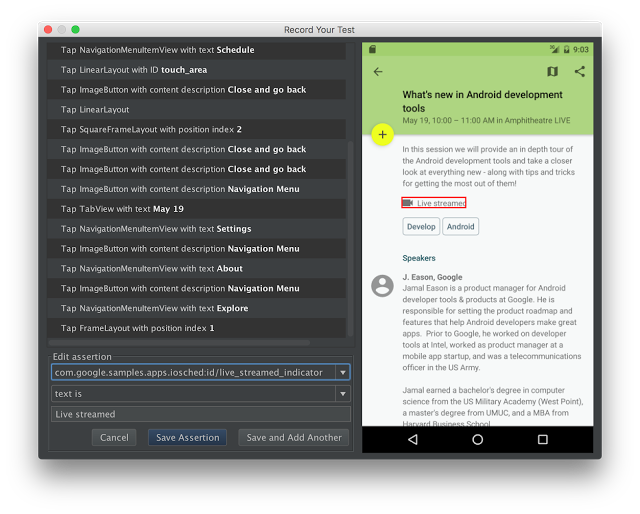 Record Your Test
Tap NavigationMenuItemView with text Schedule
Tap LinearLayout with ID touch_area
Tap ImageButton with content description Close and go back
Tap LinearLayout
Tap SquareFrameLayout with position index 2
Tap ImageButton with content description Close and go back
Tap ImageButton with content description Close and go back
Tap ImageButton with content description Navigation Menu
Tap TabView with text May 19
Tap NavigationMenuItemView with text Settings
Tap ImageButton with content description Navigation Menu
Tap NavigationMenuItemView with text About
Tap ImageButton with content description Navigation Menu
Tap NavigationMenuItemView with text Explore
Tap FrameLayout with position index 1
Edit assertion
com.google.samples.apps.iosched:id/live_streamed_indicator
text is
Live streamed
Cancel
Save Assertion
Save and Add Another
9:03
What's new in Android development
tools
May 19, 10:00 – 11:00 AM in Amphitheatre LIVE
In this session we will provide an in depth tour of
the Android development tools and take a closer
look at everything new - along with tips and tricks
for getting the most out of them!
Live streamed
Develop
Android
Speakers
J. Eason, Google
Jamal Eason is a product manager for Android
developer tools & products at Google. He is
responsible for setting the product roadmap and
features that help Android developers make great
apps. Prior to Google, he worked on developer
tools at Intel, worked as product manager at a
mobile app startup, and was a telecommunications
officer in the US Army.
Jamal earned a bachelor's degree in computer
science from the US Military Academy (West Point),
a master's degree from UMUC, and a MBA from
Harvard Business School